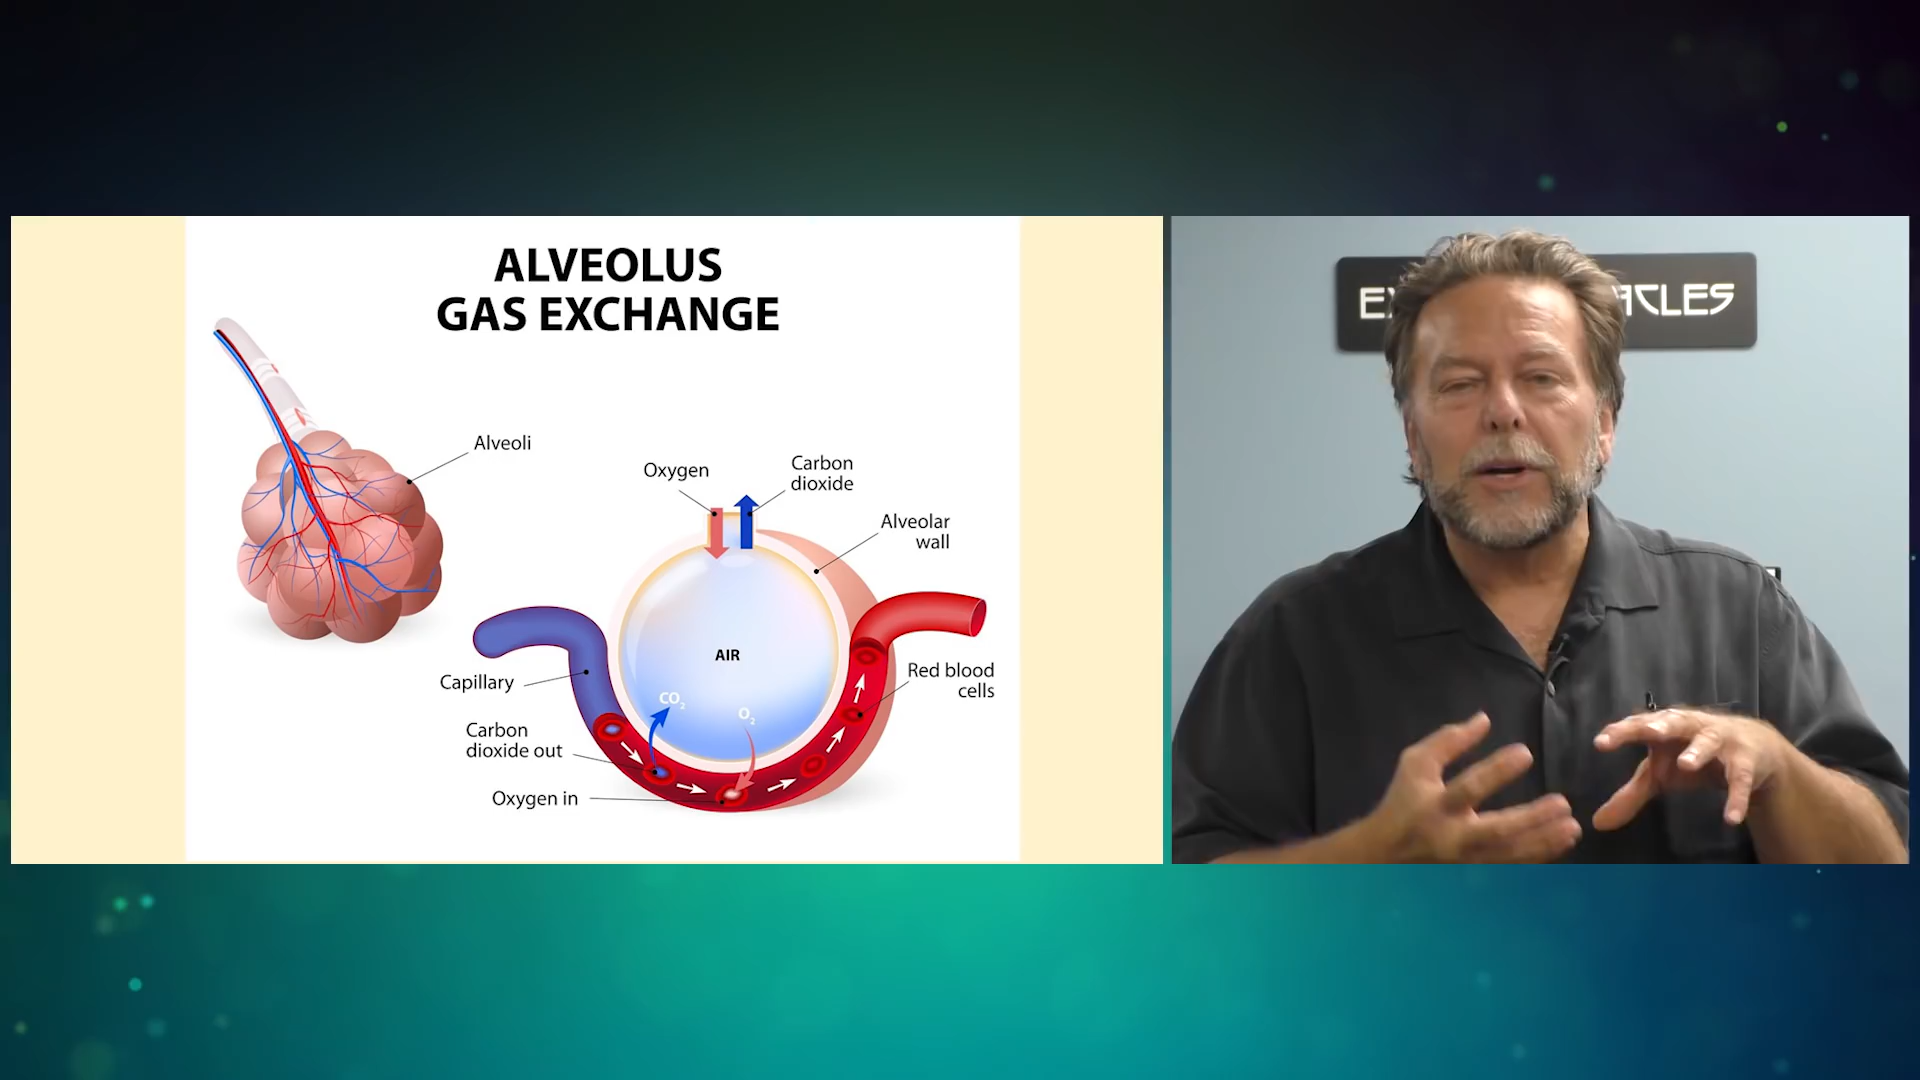 ALVEOLUS
GAS EXCHANGE
Alveoli
Oxygen
Carbon
dioxide
Alveolar
wall
AIR
CO2
O2
Capillary
Red blood
cells
Carbon
dioxide out
Oxygen in